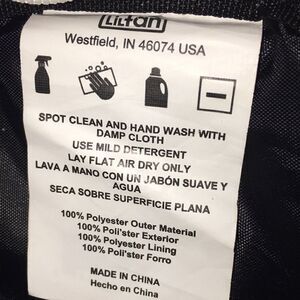 LILFAN
Westfield, IN 46074 USA
SPOT CLEAN AND HAND WASH WITH
DAMP CLOTH
USE MILD DETERGENT
LAY FLAT AIR DRY ONLY
LAVA A MANO CON UN JABÓN SUAVE Y
AGUA
SECA SOBRE SUPERFICIE PLANA
100% Polyester Outer Material
100% Poli'ster Exterior
100% Polyester Lining
100% Poli'ster Forro
MADE IN CHINA
Hecho en China